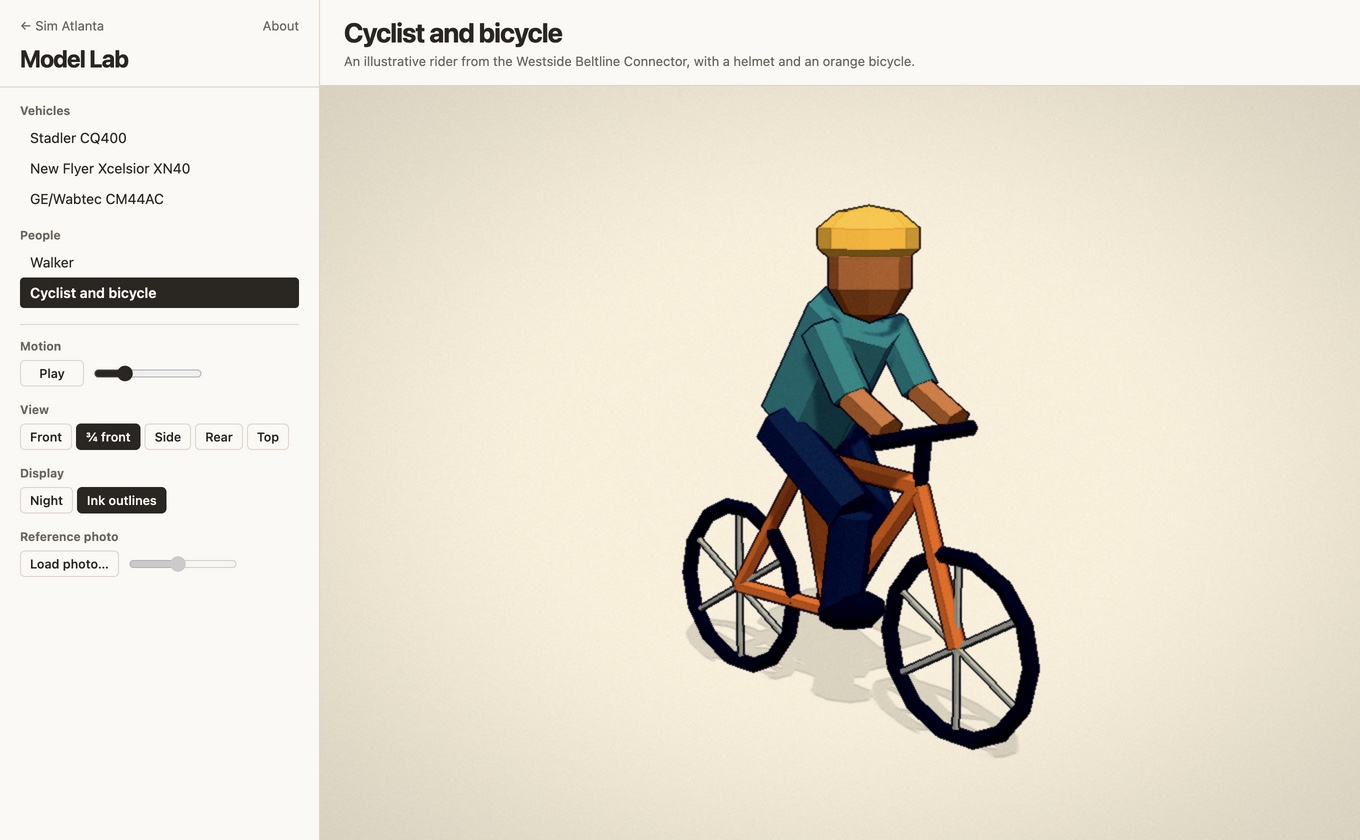 ← Sim Atlanta
About
Model Lab
Vehicles
Stadler CQ400
New Flyer Xcelsior XN40
GE/Wabtec CM44AC
People
Walker
Cyclist and bicycle
Motion
Play
View
Front
¾ front
Side
Rear
Top
Display
Night
Ink outlines
Reference photo
Load photo...
Cyclist and bicycle
An illustrative rider from the Westside Beltline Connector, with a helmet and an orange bicycle.